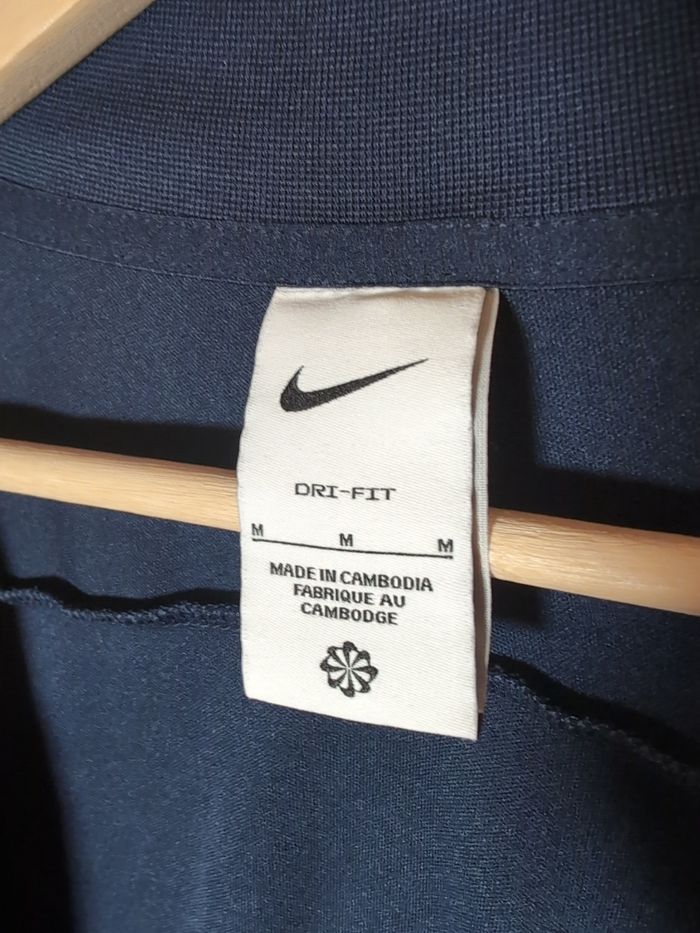 DRI-FIT
M M M
MADE IN CAMBODIA
FABRIQUE AU
CAMBODGE